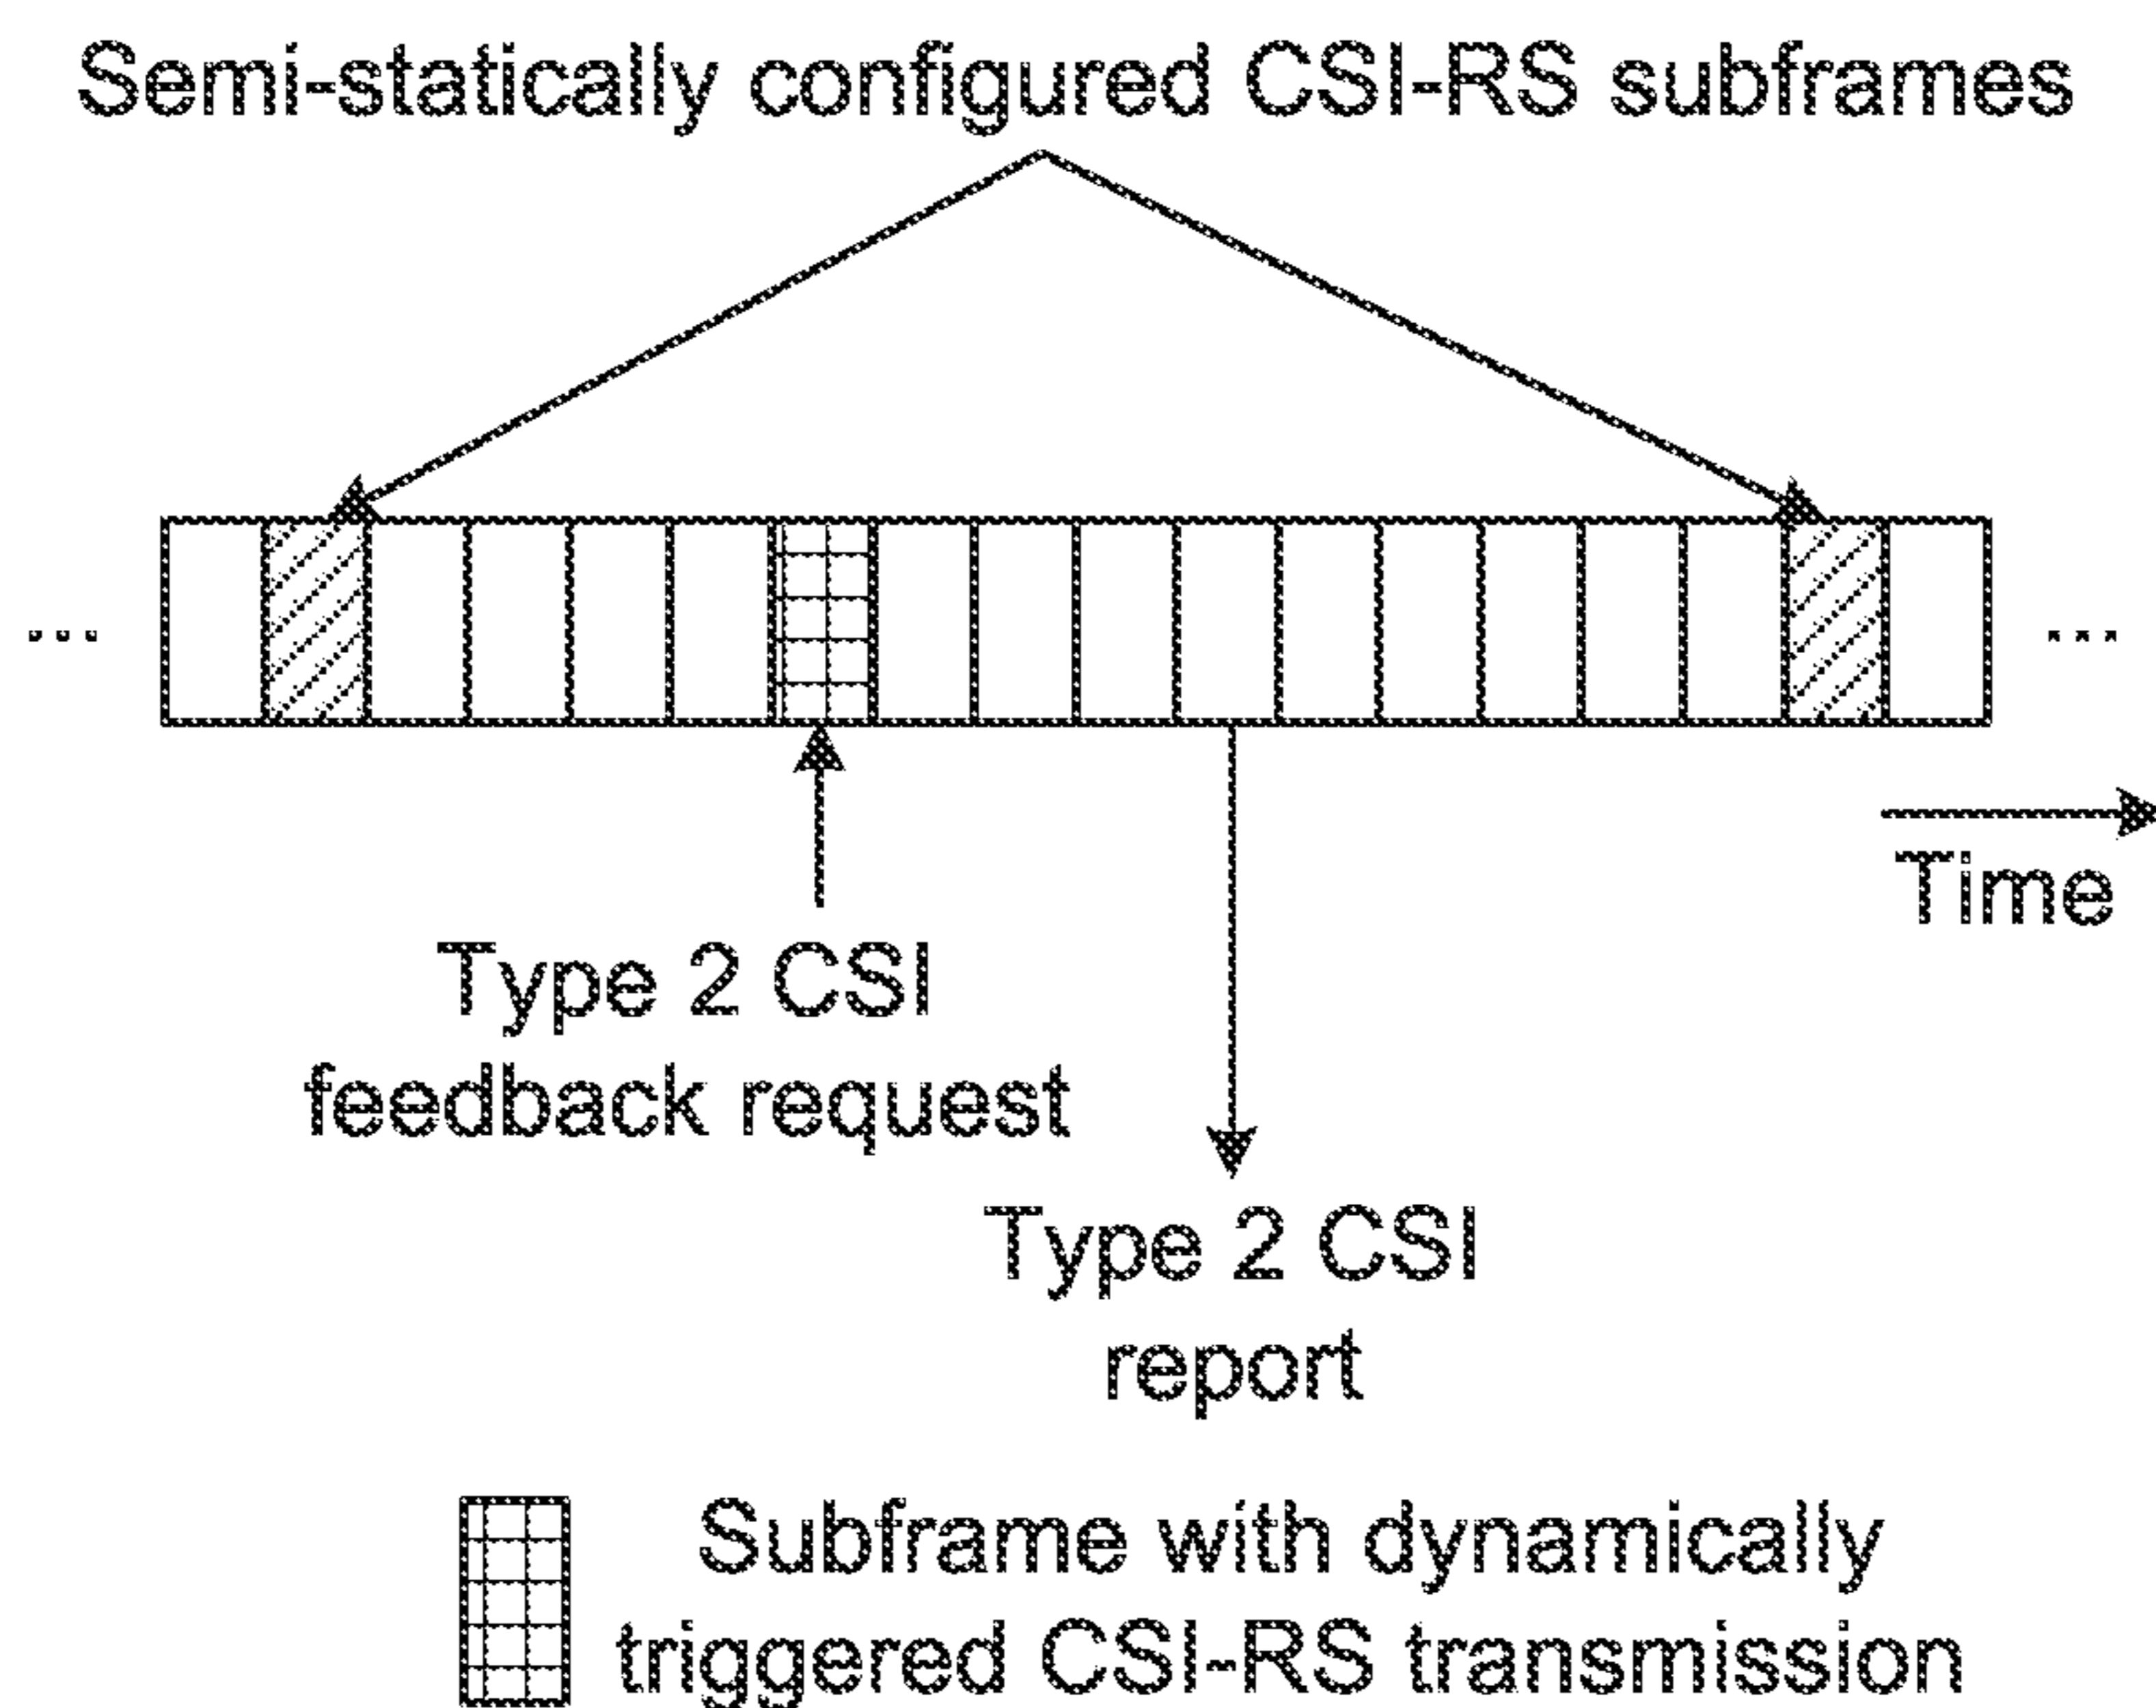 Semi-statically configured CSI-RS subframes
... ...
Time
Type 2 CSI
feedback request
Type 2 CSI
report
Subframe with dynamically
triggered CSI-RS transmission